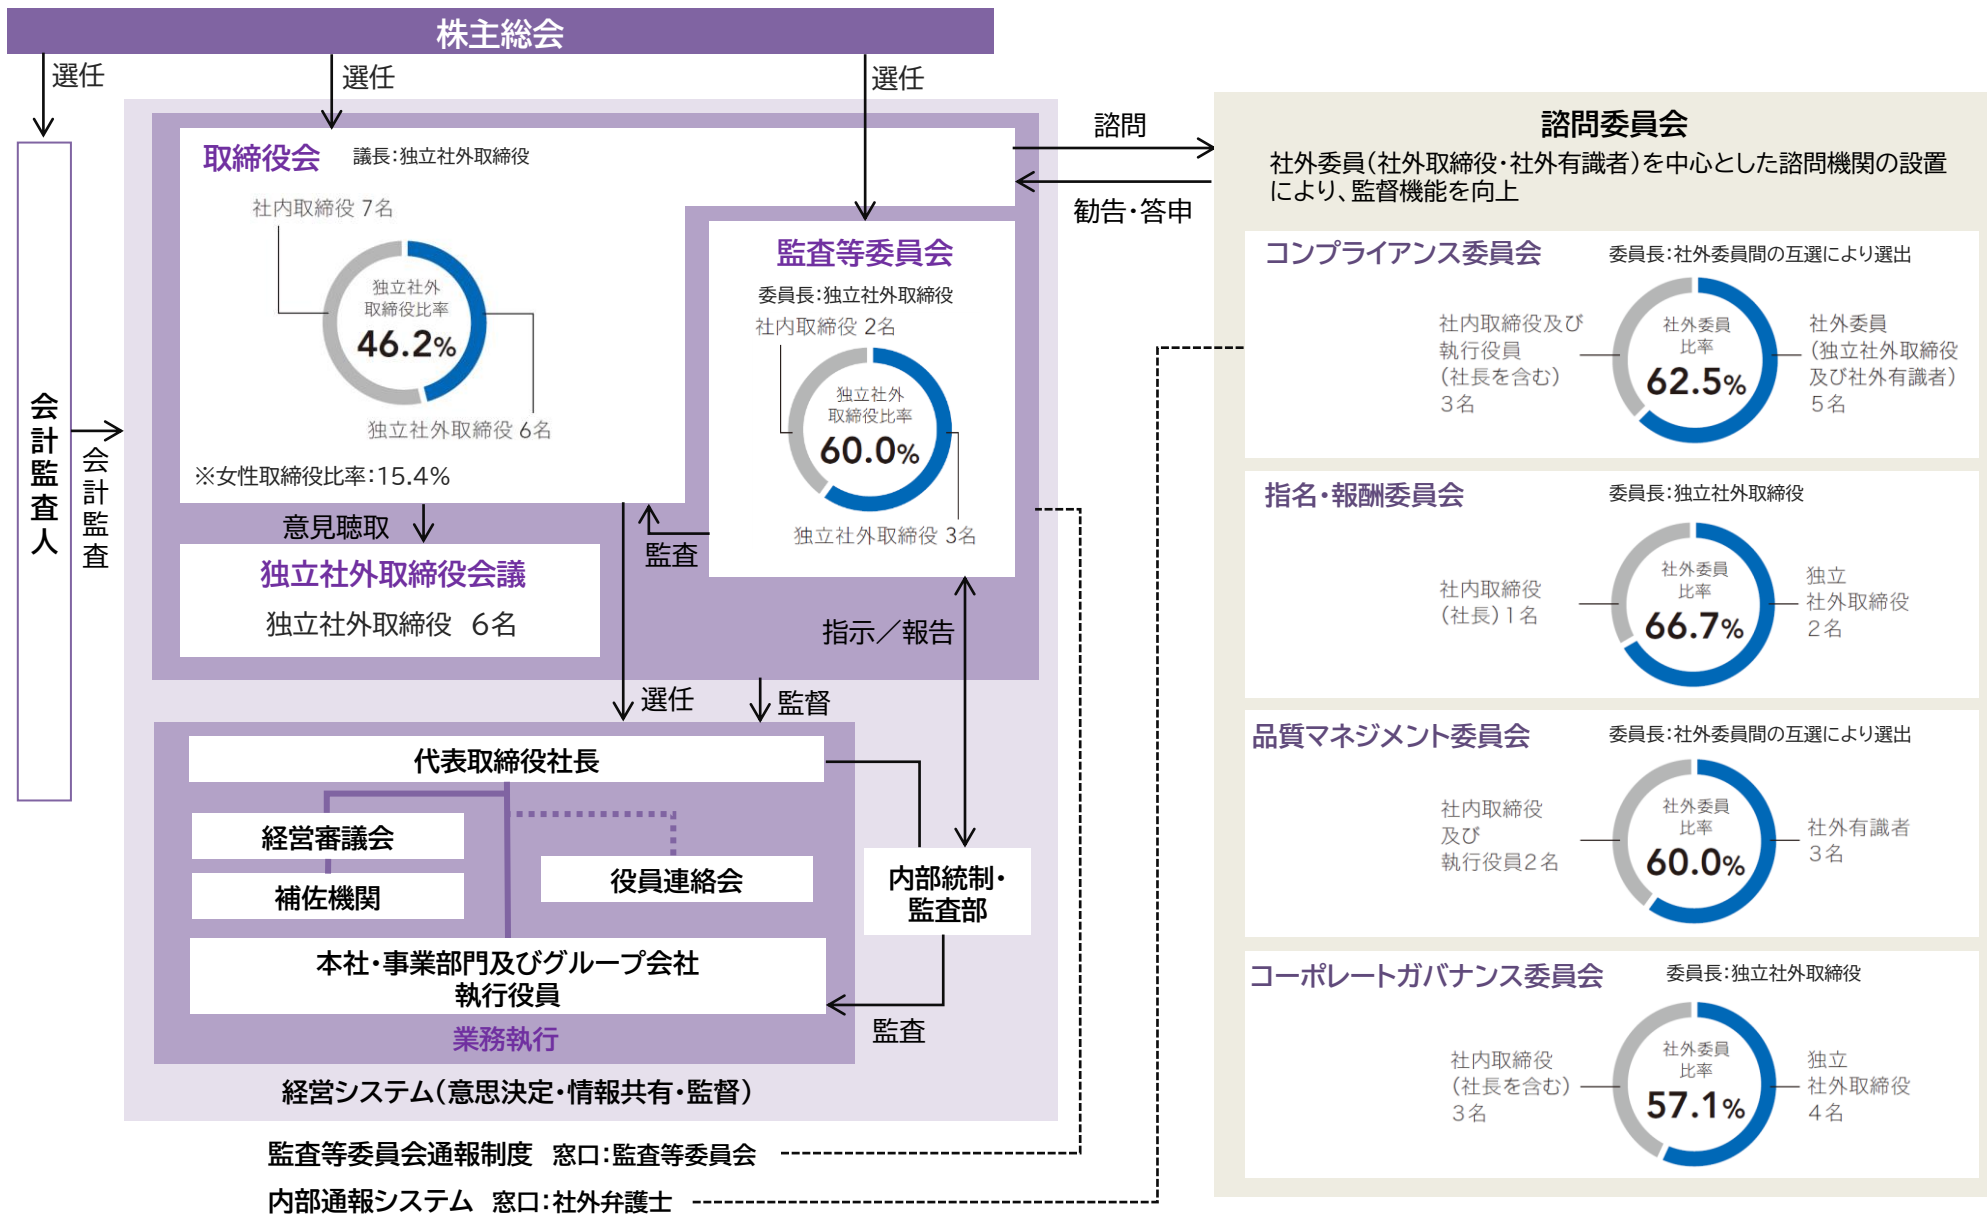 株主総会
選任
選任
選任
会計監査人
会計監査
取締役会
議長：独立社外取締役
社内取締役 7名
独立社外
取締役比率
46.2%
独立社外取締役 6名
※女性取締役比率：15.4%
意見聴取
独立社外取締役会議
独立社外取締役 6名
監査等委員会
委員長：独立社外取締役
社内取締役 2名
独立社外
取締役比率
60.0%
独立社外取締役 3名
監査
指示／報告
選任
監督
代表取締役社長
経営審議会
補佐機関
役員連絡会
本社・事業部門及びグループ会社
執行役員
業務執行
内部統制・
監査部
監査
経営システム（意思決定・情報共有・監督）
監査等委員会通報制度 窓口：監査等委員会
内部通報システム 窓口：社外弁護士
諮問
勧告・答申
諮問委員会
社外委員（社外取締役・社外有識者）を中心とした諮問機関の設置
により、監督機能を向上
コンプライアンス委員会
委員長：社外委員間の互選により選出
社内取締役及び
執行役員
（社長を含む）
3名
社外委員
比率
62.5%
社外委員
（独立社外取締役
及び社外有識者）
5名
指名・報酬委員会
委員長：独立社外取締役
社内取締役
（社長）1名
社外委員
比率
66.7%
独立
社外取締役
2名
品質マネジメント委員会
委員長：社外委員間の互選により選出
社内取締役
及び
執行役員2名
社外委員
比率
60.0%
社外有識者
3名
コーポレートガバナンス委員会
委員長：独立社外取締役
社内取締役
（社長を含む）
3名
社外委員
比率
57.1%
独立
社外取締役
4名